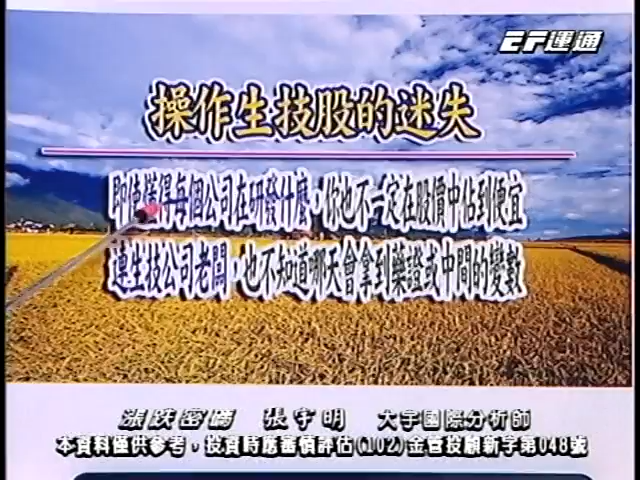 EF運通
操作生技股的迷失
即使懂得每個公司在研發什麼，你也不一定在股價中佔到便宜
連生技公司老闆，也不知道哪天會拿到藥證或中間的變數
漲跌密碼 張宇明 大宇國際分析師
本資料僅供參考，投資時應審慎評估(102)金管投顧新字第048號